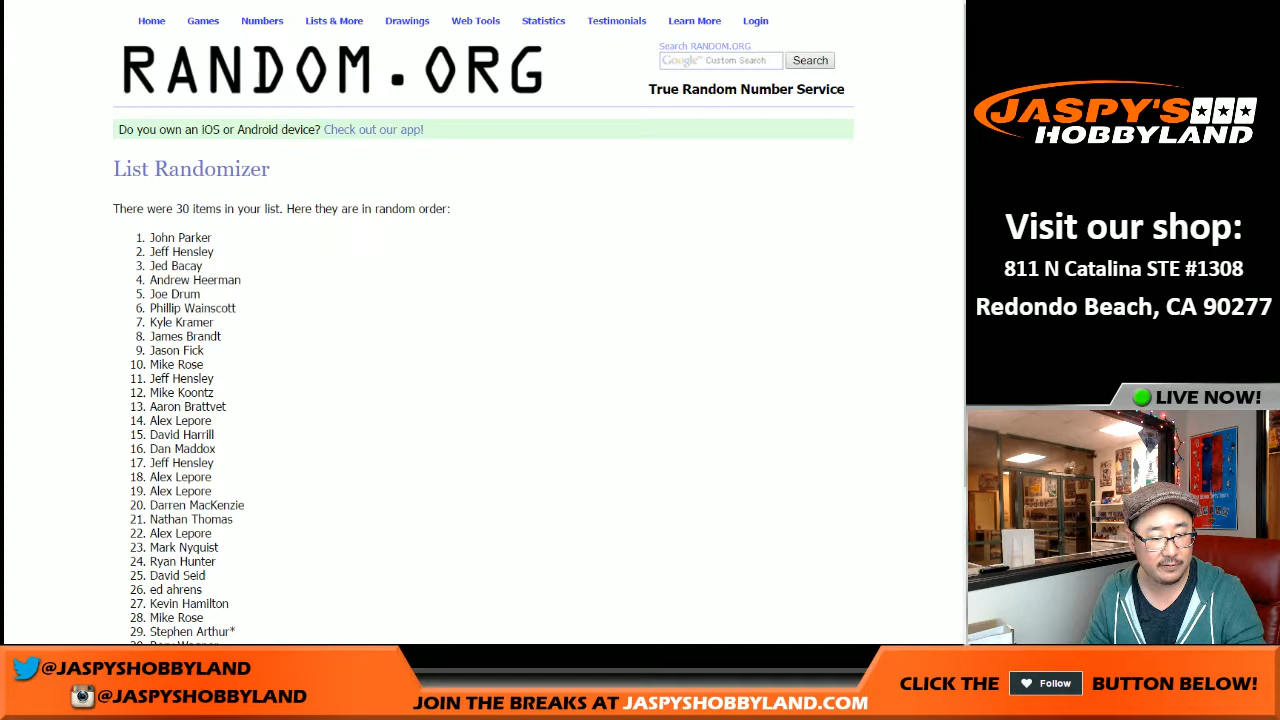 Home Games Numbers Lists & More Drawings Web Tools Statistics Testimonials Learn More Login
RANDOM.ORG
Search RANDOM.ORG
Google™ Custom Search Search
True Random Number Service
Do you own an iOS or Android device? Check out our app!
List Randomizer
There were 30 items in your list. Here they are in random order:
1. John Parker
2. Jeff Hensley
3. Jed Bacay
4. Andrew Heerman
5. Joe Drum
6. Phillip Wainscott
7. Kyle Kramer
8. James Brandt
9. Jason Fick
10. Mike Rose
11. Jeff Hensley
12. Mike Koontz
13. Aaron Brattvet
14. Alex Lepore
15. David Harrill
16. Dan Maddox
17. Jeff Hensley
18. Alex Lepore
19. Alex Lepore
20. Darren MacKenzie
21. Nathan Thomas
22. Alex Lepore
23. Mark Nyquist
24. Ryan Hunter
25. David Seid
26. ed ahrens
27. Kevin Hamilton
28. Mike Rose
29. Stephen Arthur*
JASPY'S
HOBBYLAND
Visit our shop:
811 N Catalina STE #1308
Redondo Beach, CA 90277
LIVE NOW!
@JASPYSHOBBYLAND
@JASPYSHOBBYLAND
JOIN THE BREAKS AT JASPYSHOBBYLAND.COM
CLICK THE Follow BUTTON BELOW!